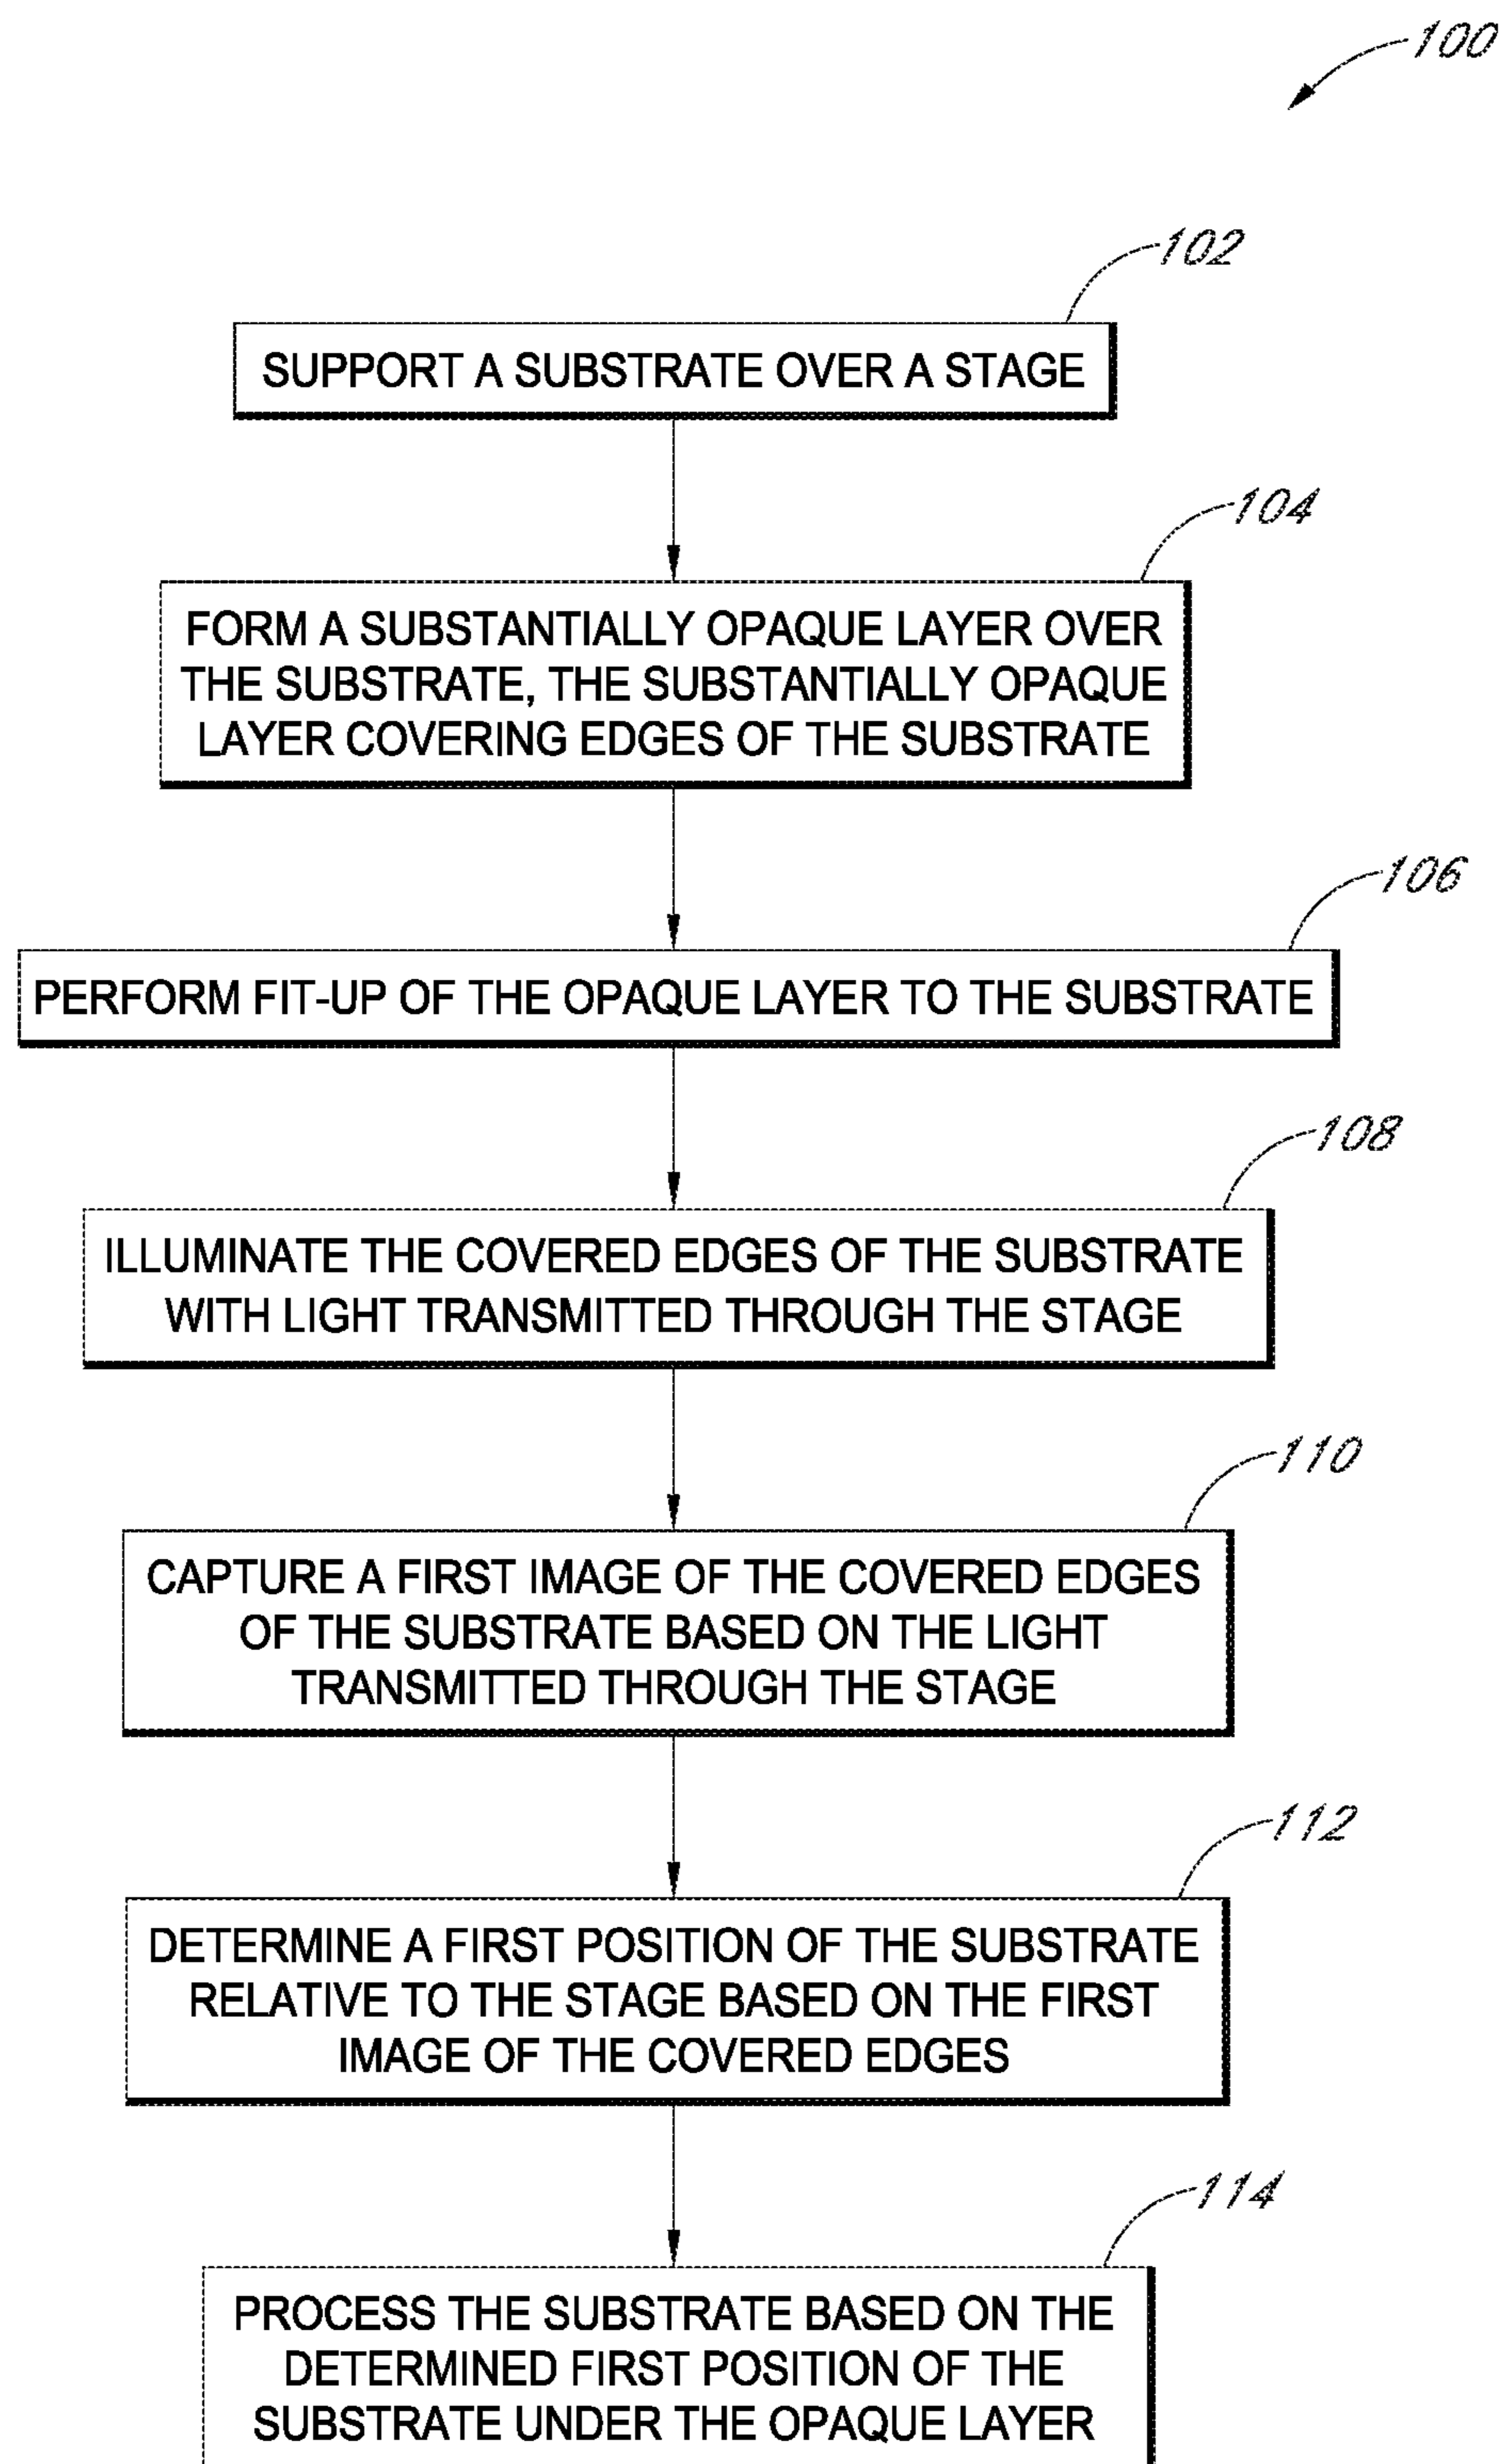 100
102
SUPPORT A SUBSTRATE OVER A STAGE
104
FORM A SUBSTANTIALLY OPAQUE LAYER OVER
THE SUBSTRATE, THE SUBSTANTIALLY OPAQUE
LAYER COVERING EDGES OF THE SUBSTRATE
106
PERFORM FIT-UP OF THE OPAQUE LAYER TO THE SUBSTRATE
108
ILLUMINATE THE COVERED EDGES OF THE SUBSTRATE
WITH LIGHT TRANSMITTED THROUGH THE STAGE
110
CAPTURE A FIRST IMAGE OF THE COVERED EDGES
OF THE SUBSTRATE BASED ON THE LIGHT
TRANSMITTED THROUGH THE STAGE
112
DETERMINE A FIRST POSITION OF THE SUBSTRATE
RELATIVE TO THE STAGE BASED ON THE FIRST
IMAGE OF THE COVERED EDGES
114
PROCESS THE SUBSTRATE BASED ON THE
DETERMINED FIRST POSITION OF THE
SUBSTRATE UNDER THE OPAQUE LAYER